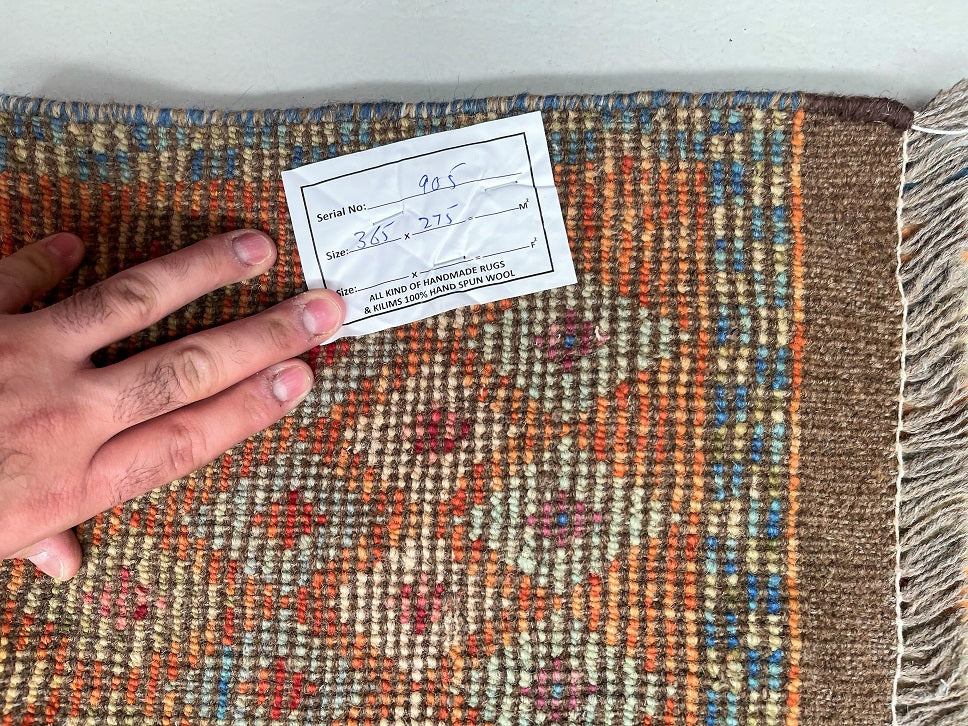 Serial No: 905
Size: 365 x 275 = M²
Size: x = F²
ALL KIND OF HANDMADE RUGS
& KILIMS 100% HAND SPUN WOOL